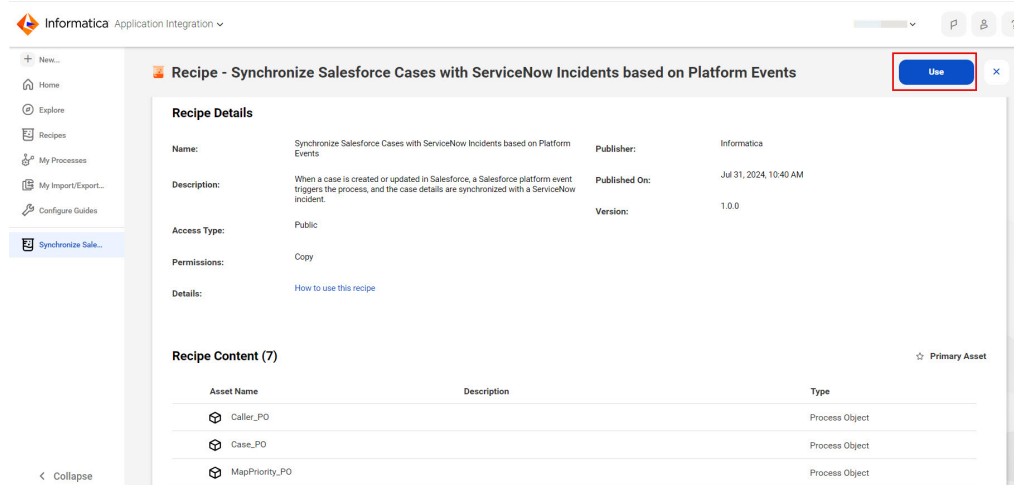 Informatica Application Integration
?
New...
Home
Explore
Recipes
My Processes
My Import/Export...
Configure Guides
Synchronize Sale...
Collapse
Recipe - Synchronize Salesforce Cases with ServiceNow Incidents based on Platform Events
Use
Recipe Details
Name:
Synchronize Salesforce Cases with ServiceNow Incidents based on Platform
Events
Description:
When a case is created or updated in Salesforce, a Salesforce platform event
triggers the process, and the case details are synchronized with a ServiceNow
incident.
Access Type:
Public
Permissions:
Copy
Details:
How to use this recipe
Publisher:
Informatica
Published On:
Jul 31, 2024, 10:40 AM
Version:
1.0.0
Recipe Content (7)
Primary Asset
Asset Name Description Type
Caller_PO Process Object
Case_PO Process Object
MapPriority_PO Process Object